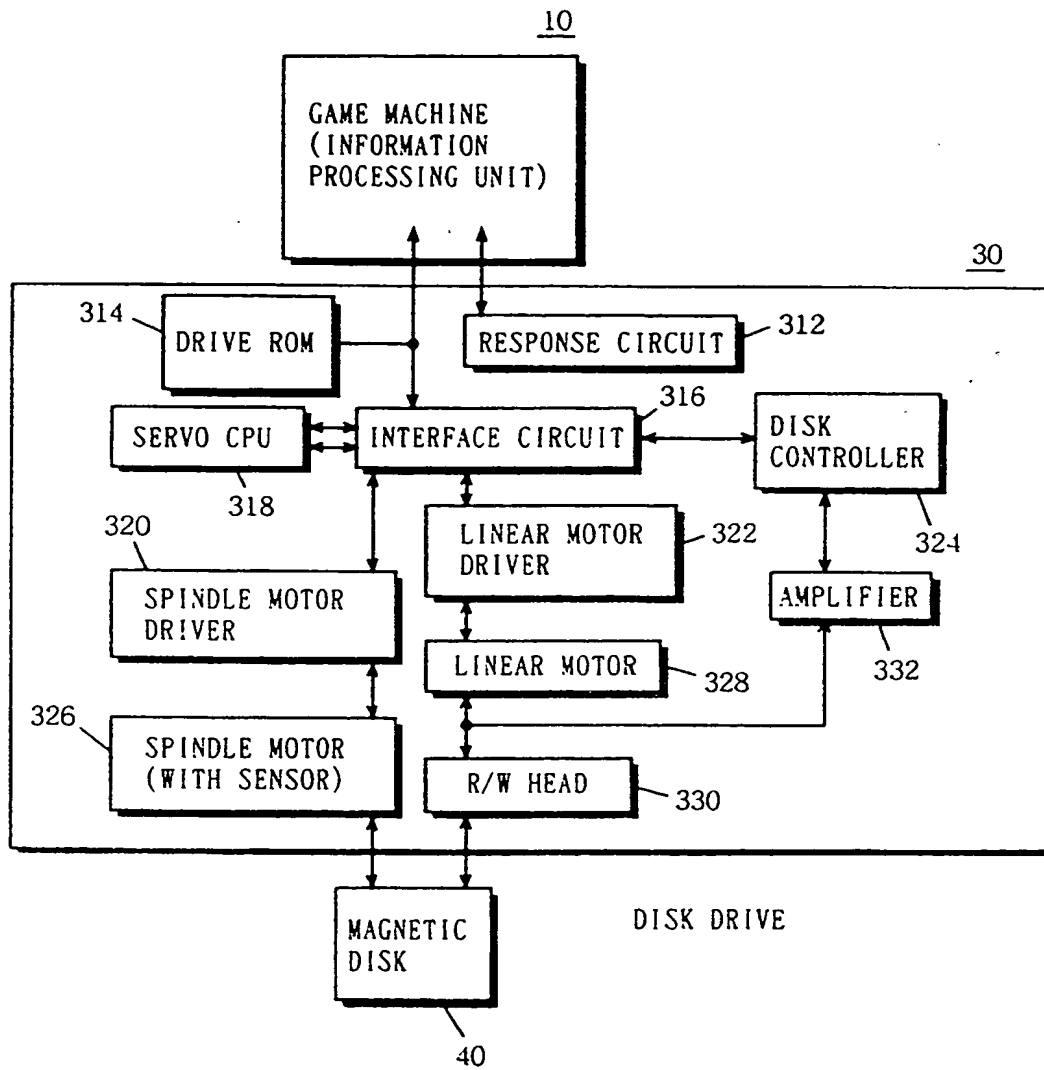 10
GAME MACHINE
(INFORMATION
PROCESSING UNIT)
30
314
DRIVE ROM
RESPONSE CIRCUIT
312
316
SERVO CPU
INTERFACE CIRCUIT
DISK
CONTROLLER
318
320
LINEAR MOTOR
DRIVER
322
324
SPINDLE MOTOR
DRIVER
AMPLIFIER
LINEAR MOTOR
328
332
326
SPINDLE MOTOR
(WITH SENSOR)
R/W HEAD
330
MAGNETIC
DISK
DISK DRIVE
40